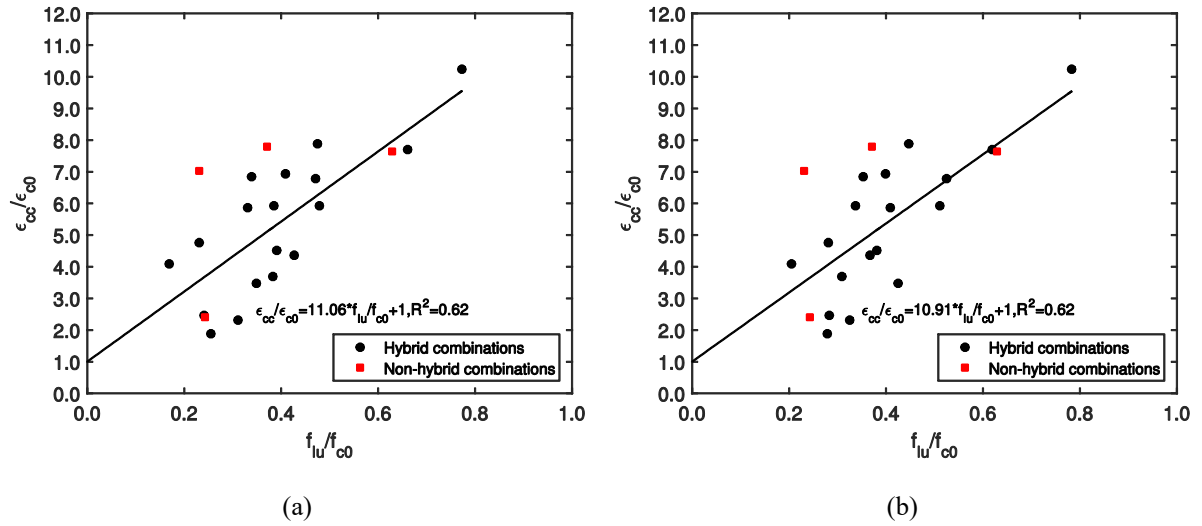 12.0
11.0
10.0
9.0
8.0
7.0
6.0
5.0
4.0
3.0
2.0
1.0
0.0
ϵcc/ϵc0
ϵcc/ϵc0=11.06*flu/fc0+1,R²=0.62
Hybrid combinations
Non-hybrid combinations
0.0 0.2 0.4 0.6 0.8 1.0
flu/fc0
(a)
12.0
11.0
10.0
9.0
8.0
7.0
6.0
5.0
4.0
3.0
2.0
1.0
0.0
ϵcc/ϵc0
ϵcc/ϵc0=10.91*flu/fc0+1,R²=0.62
Hybrid combinations
Non-hybrid combinations
0.0 0.2 0.4 0.6 0.8 1.0
flu/fc0
(b)